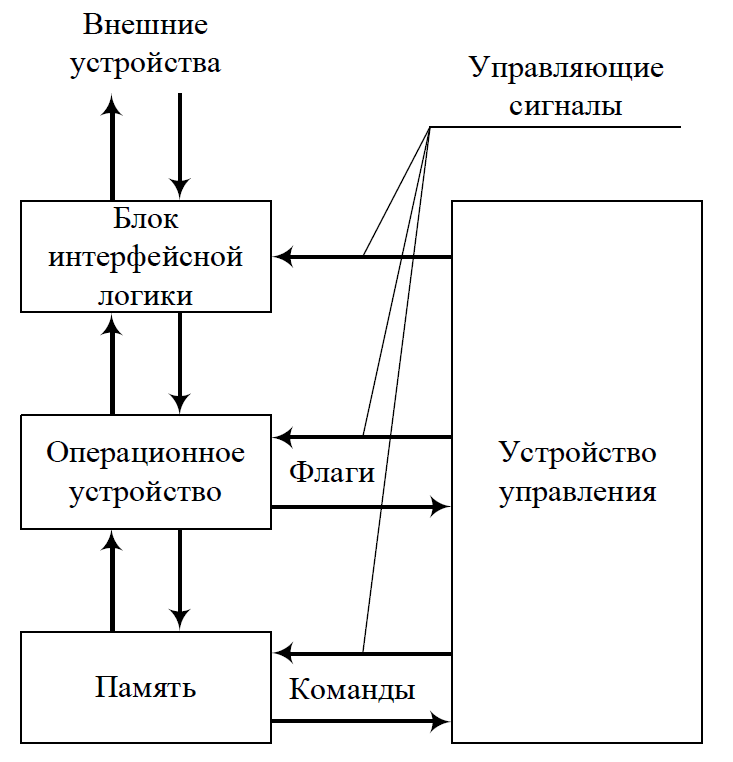 Внешние
устройства
Управляющие
сигналы
Блок
интерфейсной
логики
Операционное
устройство
Флаги
Устройство
управления
Память
Команды